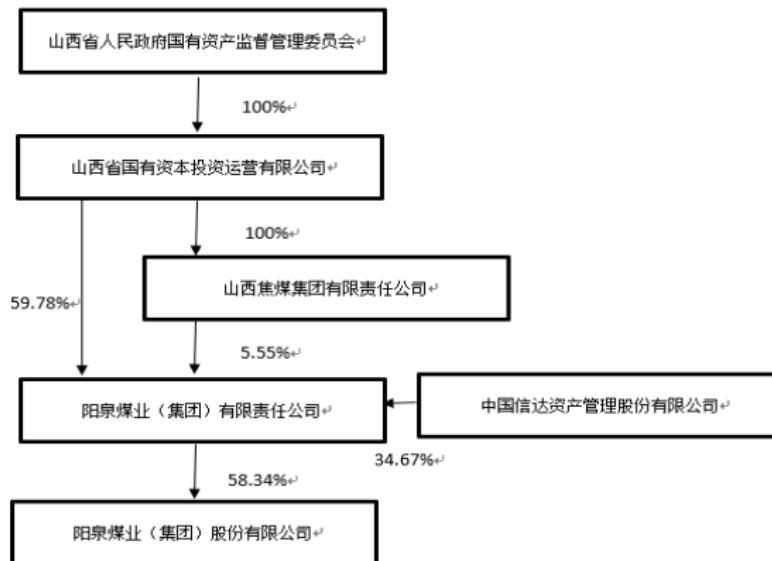 山西省人民政府国有资产监督管理委员会
100%
山西省国有资本投资运营有限公司
100%
山西焦煤集团有限责任公司
59.78%
5.55%
阳泉煤业（集团）有限责任公司
中国信达资产管理股份有限公司
34.67%
58.34%
阳泉煤业（集团）股份有限公司